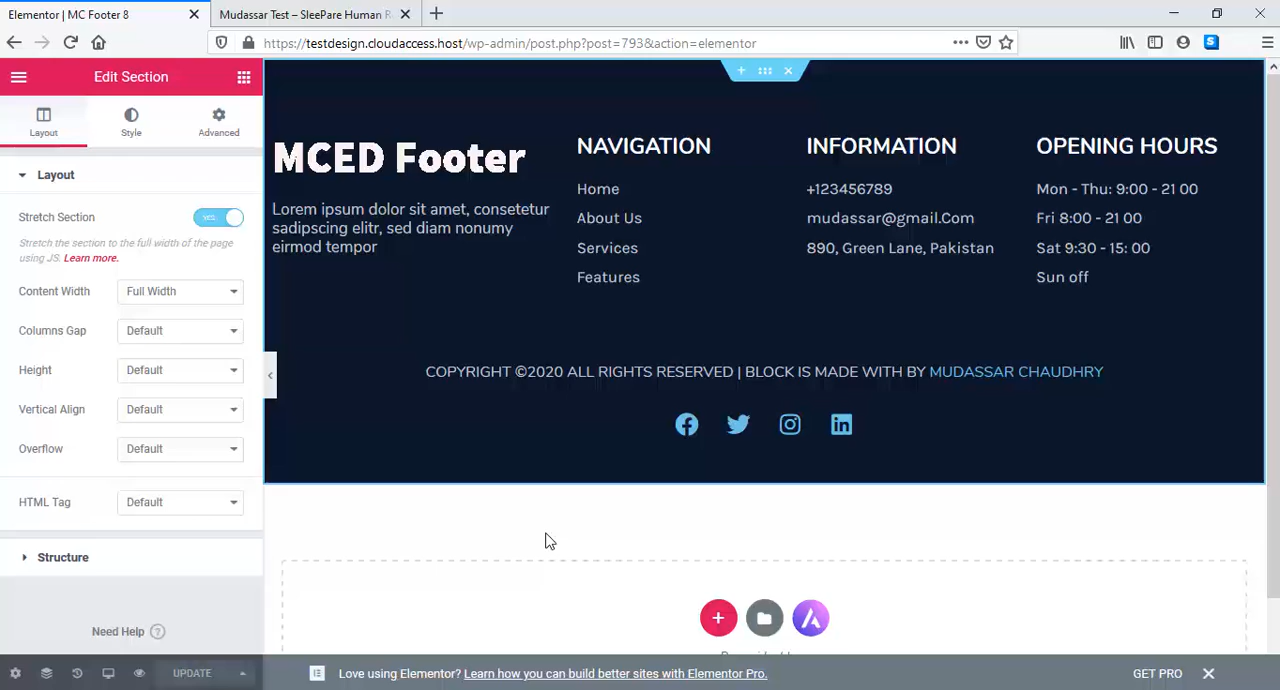 Elementor | MC Footer 8
Mudassar Test – SleePare Human R
https://testdesign.cloudaccess.host/wp-admin/post.php?post=793&action=elementor
Edit Section
Layout
Style
Advanced
Layout
Stretch Section
YES
Stretch the section to the full width of the page
using JS. Learn more.
Content Width
Full Width
Columns Gap
Default
Height
Default
Vertical Align
Default
Overflow
Default
HTML Tag
Default
Structure
Need Help
UPDATE
MCED Footer
Lorem ipsum dolor sit amet, consetetur
sadipscing elitr, sed diam nonumy
eirmod tempor
NAVIGATION
Home
About Us
Services
Features
INFORMATION
+123456789
mudassar@gmail.Com
890, Green Lane, Pakistan
OPENING HOURS
Mon - Thu: 9:00 - 21 00
Fri 8:00 - 21 00
Sat 9:30 - 15: 00
Sun off
COPYRIGHT ©2020 ALL RIGHTS RESERVED | BLOCK IS MADE WITH BY MUDASSAR CHAUDHRY
Love using Elementor? Learn how you can build better sites with Elementor Pro.
GET PRO